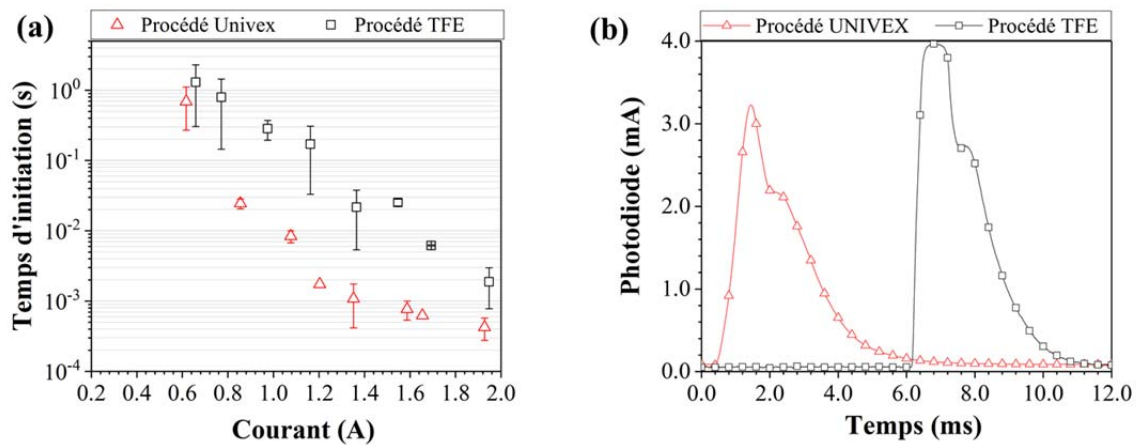 (a)
Procédé Univex
Procédé TFE
Temps d'initiation (s)
10^0
10^-1
10^-2
10^-3
10^-4
0.2 0.4 0.6 0.8 1.0 1.2 1.4 1.6 1.8 2.0
Courant (A)
(b)
Procédé UNIVEX
Procédé TFE
Photodiode (mA)
4.0
3.0
2.0
1.0
0.0
0.0 2.0 4.0 6.0 8.0 10.0 12.0
Temps (ms)